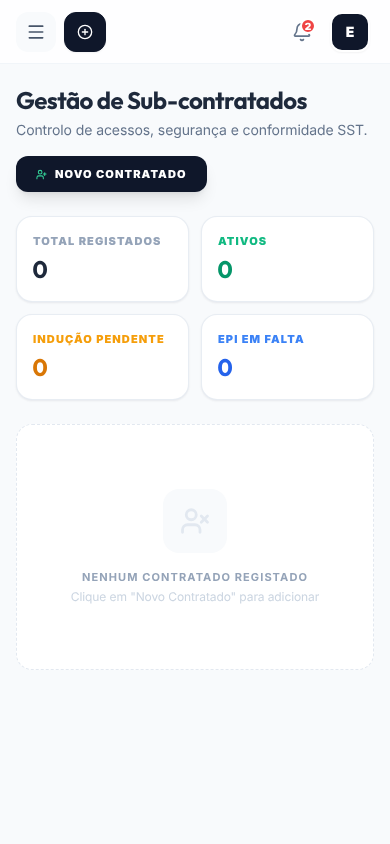 2
E
Gestão de Sub-contratados
Controlo de acessos, segurança e conformidade SST.
NOVO CONTRATADO
TOTAL REGISTADOS
0
ATIVOS
0
INDUÇÃO PENDENTE
0
EPI EM FALTA
0
NENHUM CONTRATADO REGISTADO
Clique em "Novo Contratado" para adicionar